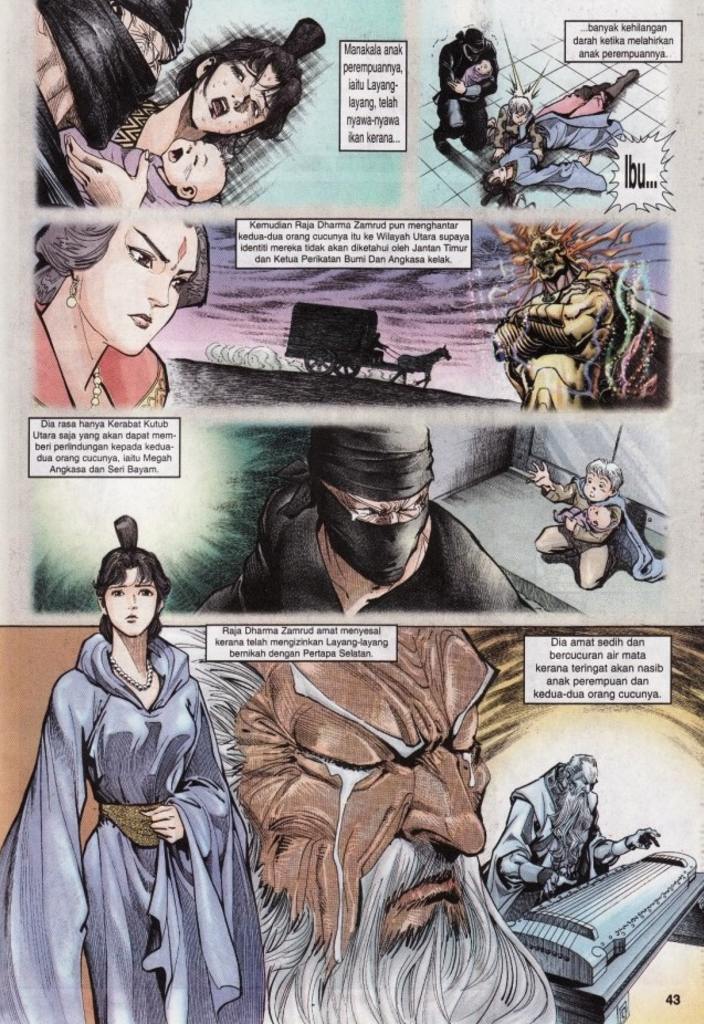 Manakala anak
perempuannya,
iaitu Layang-
layang, telah
nyawa-nyawa
ikan kerana...
...banyak kehilangan
darah ketika melahirkan
anak perempuannya.
Ibu...
Kemudian Raja Dharma Zamrud pun menghantar
kedua-dua orang cucunya itu ke Wilayah Utara supaya
identiti mereka tidak akan diketahui oleh Jantan Timur
dan Ketua Perikatan Bumi Dan Angkasa kelak.
Dia rasa hanya Kerabat Kutub
Utara saja yang akan dapat mem-
beri perlindungan kepada kedua-
dua orang cucunya, iaitu Megah
Angkasa dan Seri Bayam.
Raja Dharma Zamrud amat menyesal
kerana telah mengizinkan Layang-layang
bernikah dengan Pertapa Selatan.
Dia amat sedih dan
bercucuran air mata
kerana teringat akan nasib
anak perempuan dan
kedua-dua orang cucunya.
43